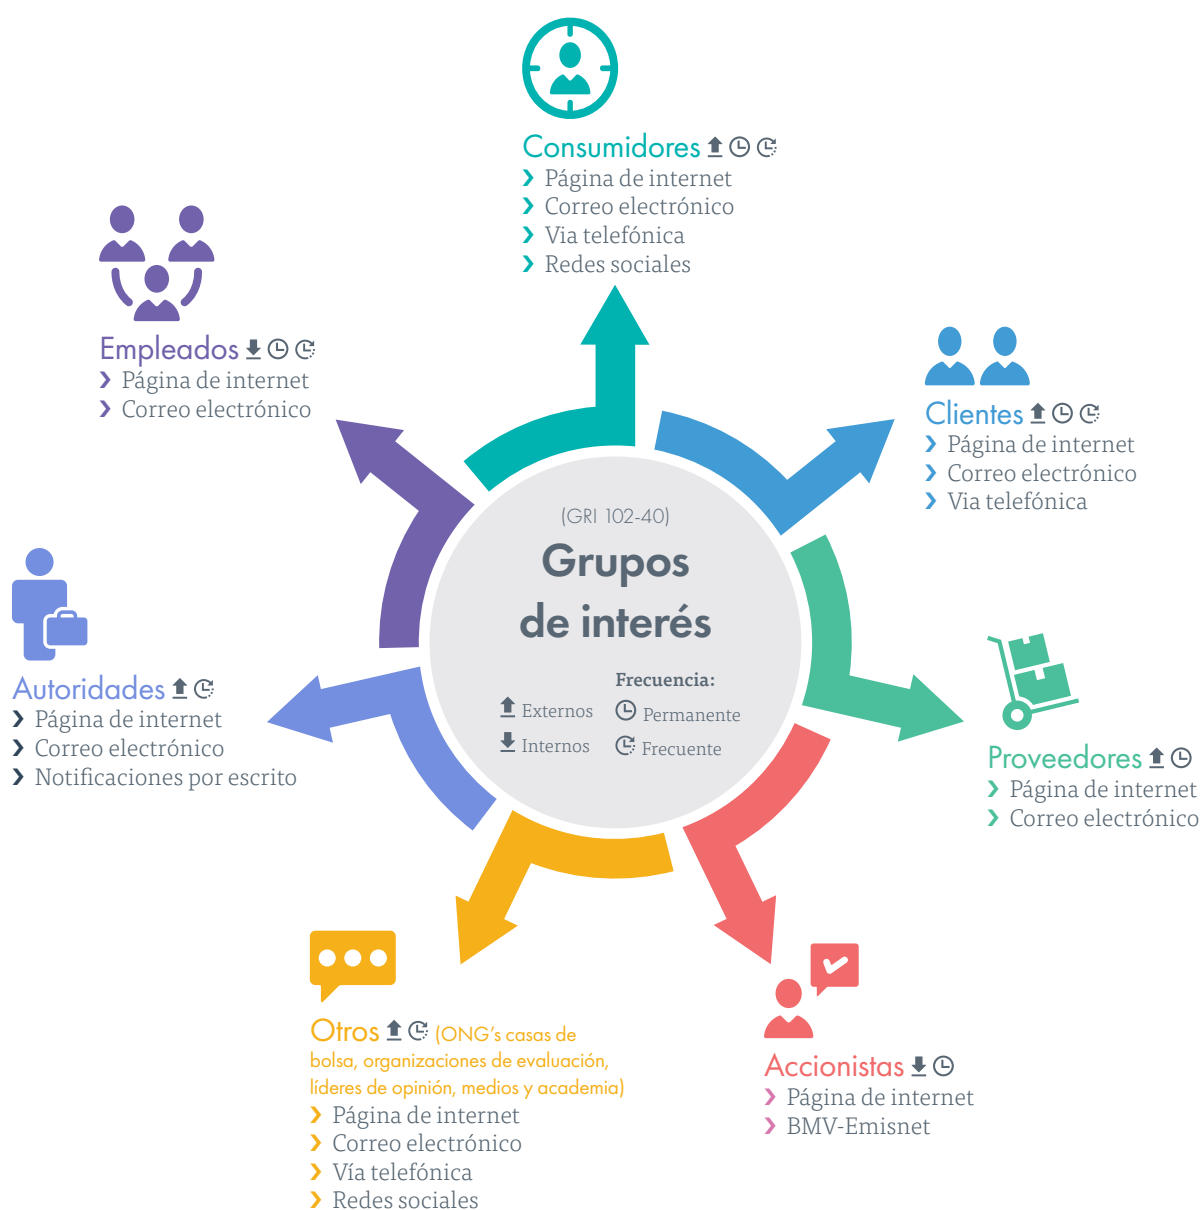 Consumidores
Página de internet
Correo electrónico
Via telefónica
Redes sociales
Empleados
Página de internet
Correo electrónico
Clientes
Página de internet
Correo electrónico
Via telefónica
(GRI 102-40)
Grupos
de interés
Frecuencia:
Externos
Permanente
Internos
Frecuente
Autoridades
Página de internet
Correo electrónico
Notificaciones por escrito
Proveedores
Página de internet
Correo electrónico
Otros (ONG’s casas de
bolsa, organizaciones de evaluación,
líderes de opinión, medios y academia)
Página de internet
Correo electrónico
Vía telefónica
Redes sociales
Accionistas
Página de internet
BMV-Emisnet